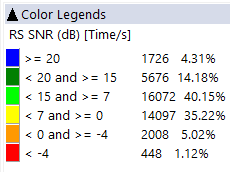 Color Legends
RS SNR (dB) [Time/s]
>= 20 1726 4.31%
< 20 and >= 15 5676 14.18%
< 15 and >= 7 16072 40.15%
< 7 and >= 0 14097 35.22%
< 0 and >= -4 2008 5.02%
< -4 448 1.12%